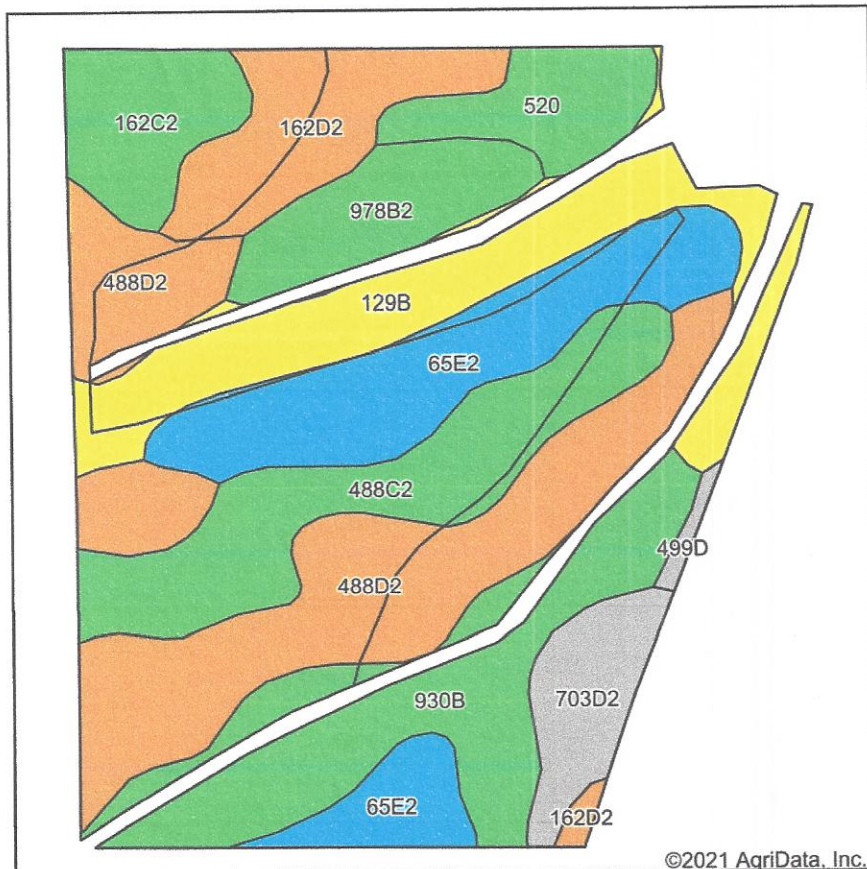 520
162C2
162D2
978B2
488D2
129B
65E2
488C2
499D
488D2
930B
703D2
65E2
162D2
©2021 AgriData, Inc.